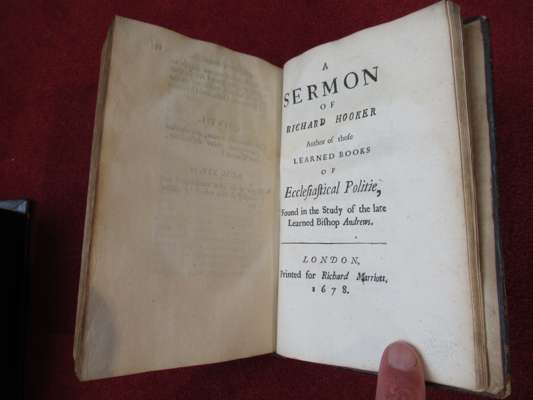 A
SERMON
OF
RICHARD HOOKER
Author of thoſe
LEARNED BOOKS
OF
Eccleſiaſtical Politie,
Found in the Study of the late
Learned Biſhop Andrews.
LONDON,
Printed for Richard Marriott,
1678.